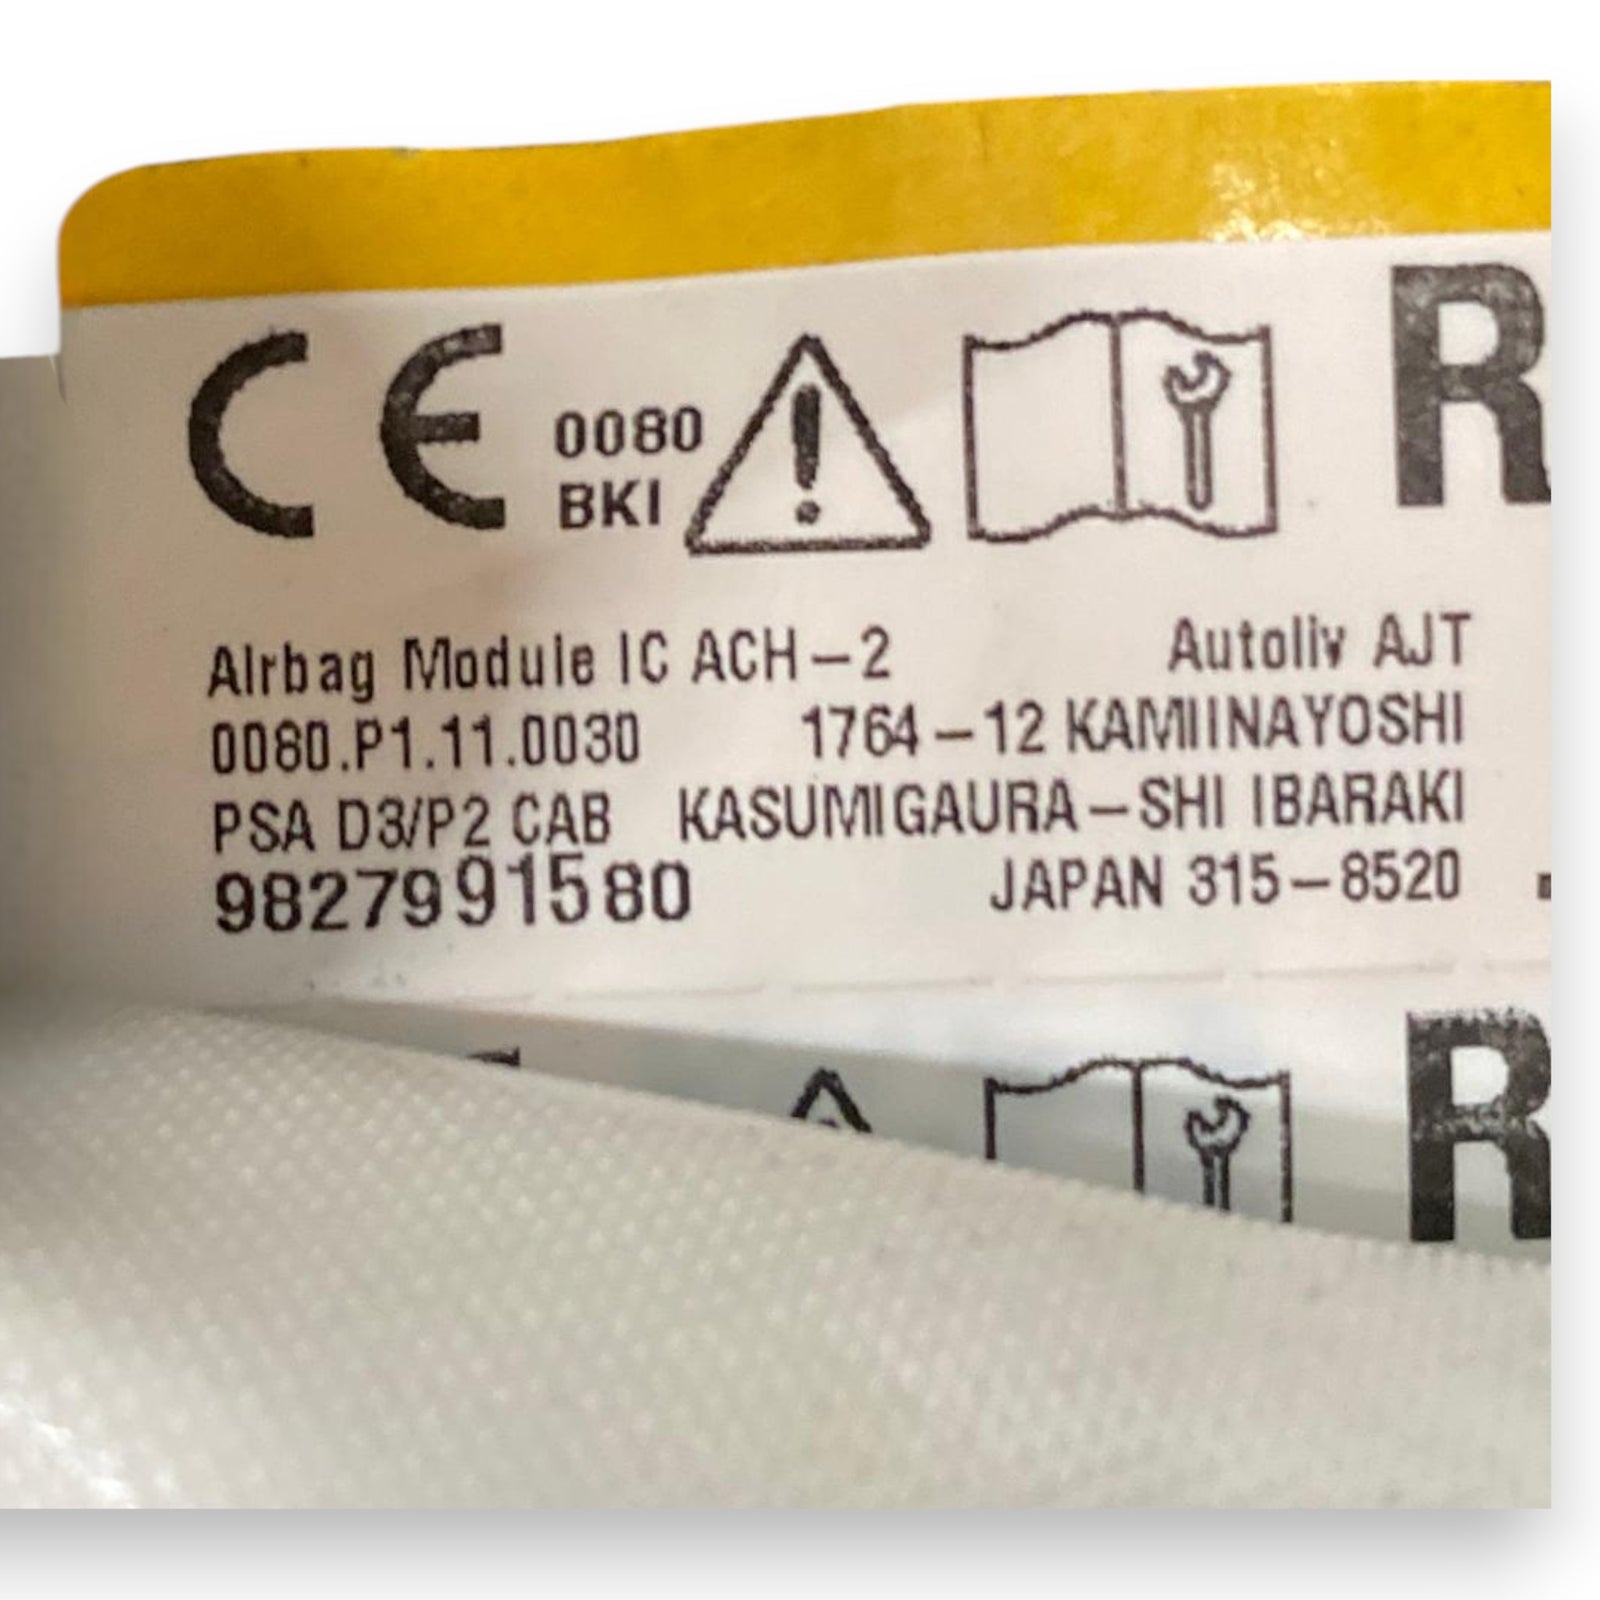 CE 0080 R
BKI
Airbag Module IC ACH-2 Autoliv AJT
0080.P1.11.0030 1764-12 KAMIINAYOSHI
PSA D3/P2 CAB KASUMIGAURA-SHI IBARAKI
9827991580 JAPAN 315-8520
R